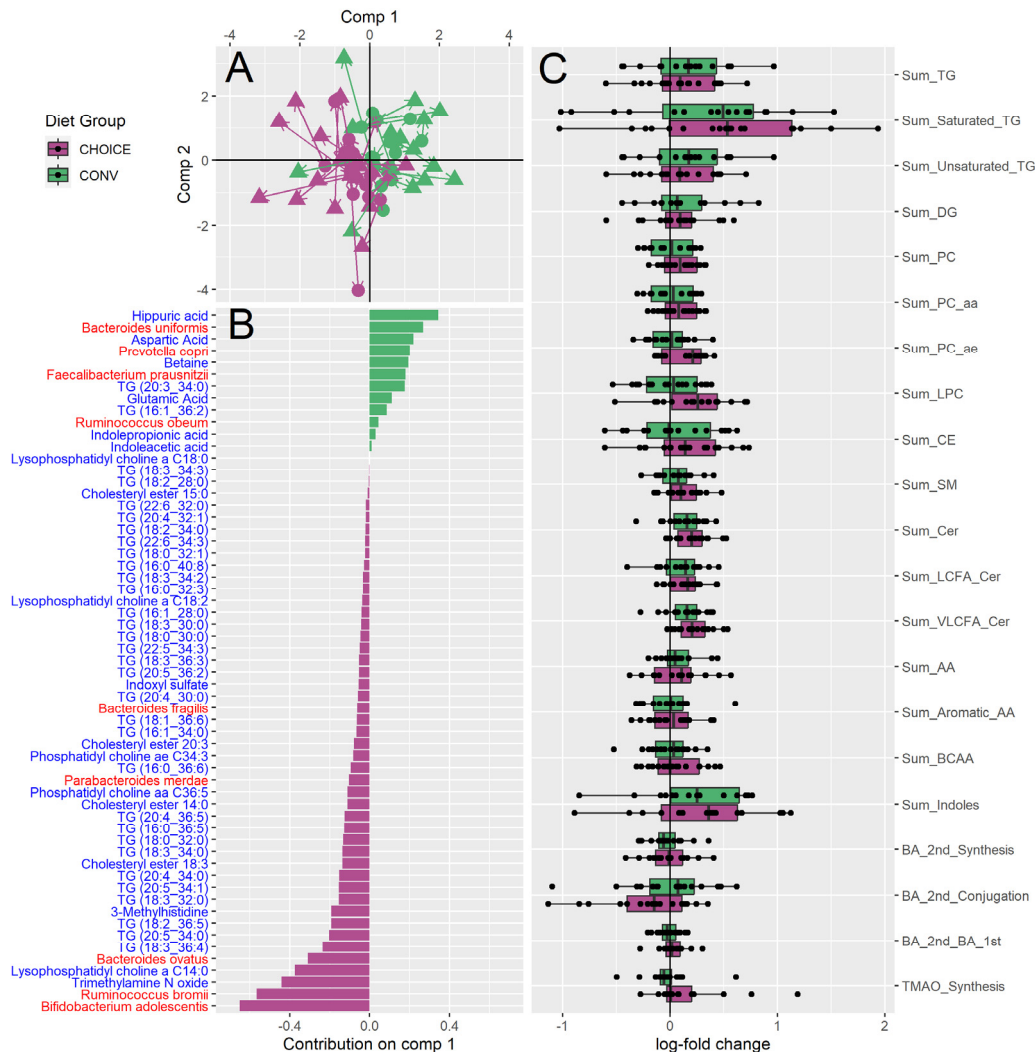 Comp 1
-4 -2 0 2 4
A
Diet Group
CHOICE
CONV
Comp 2
2
0
-2
-4
B
Hippuric acid
Bacteroides uniformis
Aspartic Acid
Prevotella copri
Betaine
Faecalibacterium prausnitzii
TG (20:3_34:0)
Glutamic Acid
TG (16:1_36:2)
Ruminococcus obeum
Indolepropionic acid
Indoleacetic acid
Lysophosphatidyl choline a C18:0
TG (18:3_34:3)
TG (18:2_28:0)
Cholesteryl ester 15:0
TG (22:6_32:0)
TG (20:4_32:1)
TG (18:2_34:0)
TG (22:6_34:3)
TG (18:0_32:1)
TG (16:0_40:8)
TG (18:3_34:2)
TG (16:0_32:3)
Lysophosphatidyl choline a C18:2
TG (16:1_28:0)
TG (18:3_30:0)
TG (18:0_30:0)
TG (22:5_34:3)
TG (18:3_36:3)
TG (20:5_36:2)
Indoxyl sulfate
TG (20:4_30:0)
Bacteroides fragilis
TG (18:1_36:6)
TG (16:1_34:0)
Cholesteryl ester 20:3
Phosphatidyl choline ae C34:3
TG (16:0_36:6)
Parabacteroides merdae
Phosphatidyl choline aa C36:5
Cholesteryl ester 14:0
TG (20:4_36:5)
TG (16:0_36:5)
TG (18:0_32:0)
TG (18:3_34:0)
Cholesteryl ester 18:3
TG (20:4_34:0)
TG (20:5_34:1)
TG (18:3_32:0)
3-Methylhistidine
TG (18:2_36:5)
TG (20:5_34:0)
TG (18:3_36:4)
Bacteroides ovatus
Lysophosphatidyl choline a C14:0
Trimethylamine N oxide
Ruminococcus bromii
Bifidobacterium adolescentis
-0.4 0.0 0.4
Contribution on comp 1
C
Sum_TG
Sum_Saturated_TG
Sum_Unsaturated_TG
Sum_DG
Sum_PC
Sum_PC_aa
Sum_PC_ae
Sum_LPC
Sum_CE
Sum_SM
Sum_Cer
Sum_LCFA_Cer
Sum_VLCFA_Cer
Sum_AA
Sum_Aromatic_AA
Sum_BCAA
Sum_Indoles
BA_2nd_Synthesis
BA_2nd_Conjugation
BA_2nd_BA_1st
TMAO_Synthesis
-1 0 1 2
log-fold change